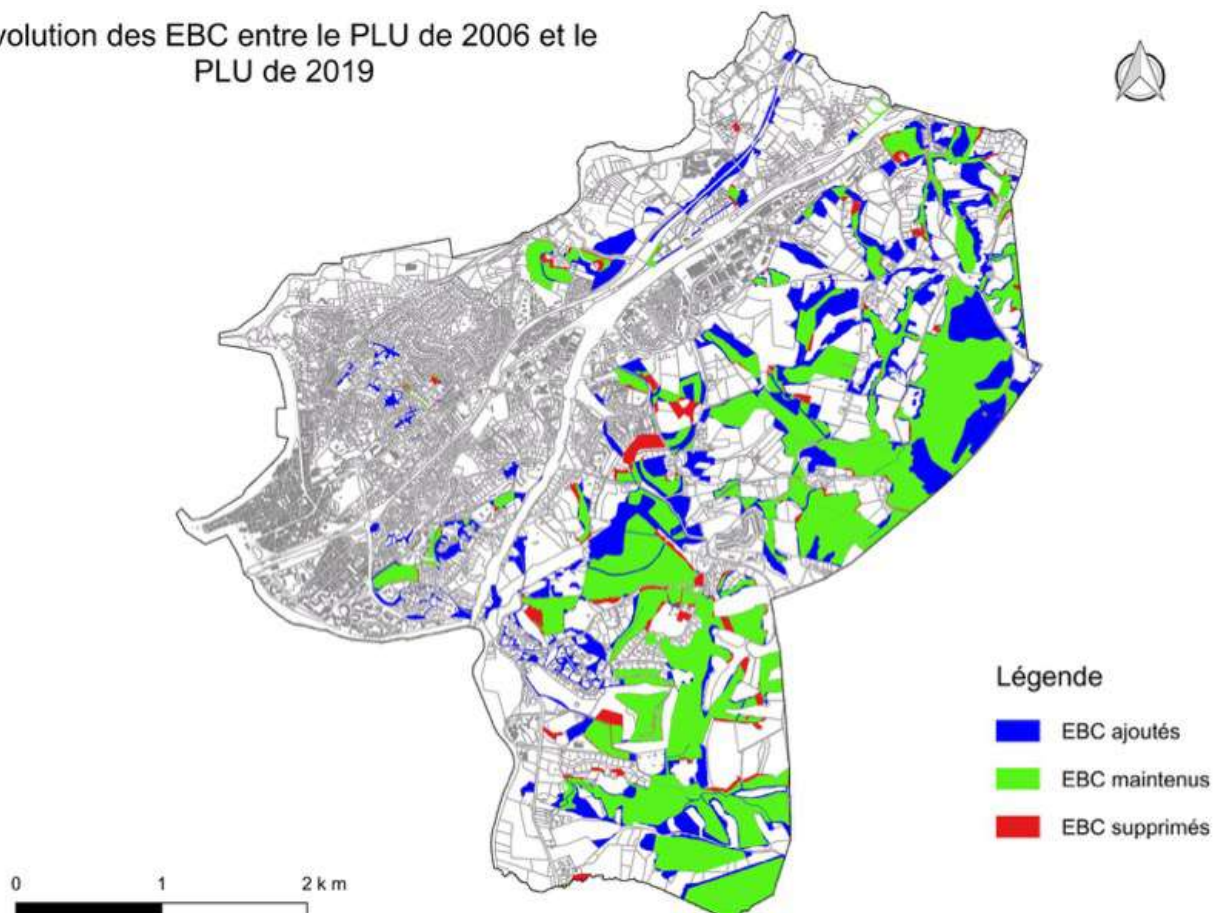 volution des EBC entre le PLU de 2006 et le
PLU de 2019
Légende
EBC ajoutés
EBC maintenus
EBC supprimés
0 1 2 k m